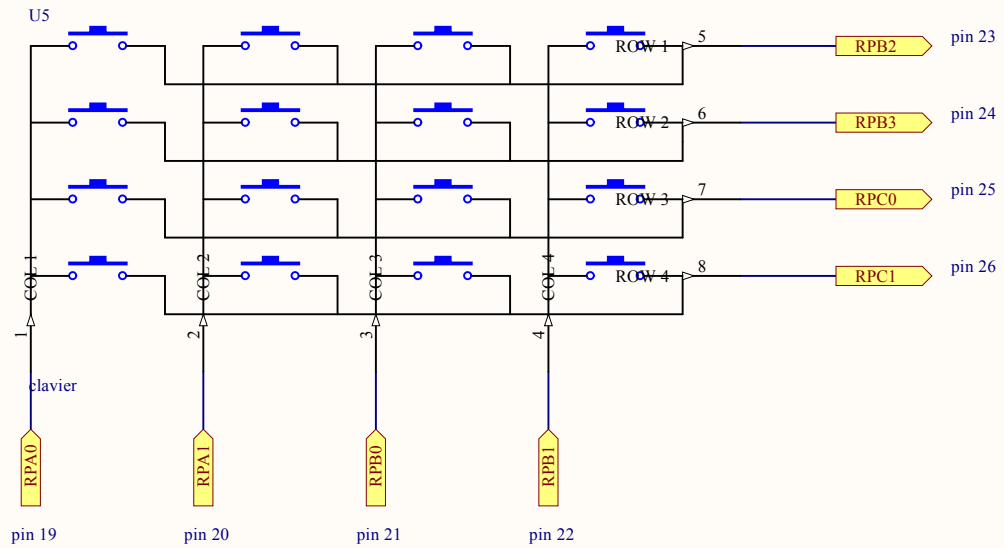 U5
ROW 1
5
RPB2
pin 23
ROW 2
6
RPB3
pin 24
ROW 3
7
RPC0
pin 25
ROW 4
8
RPC1
pin 26
COL 1
COL 2
COL 3
COL 4
1
2
3
4
clavier
RPA0
RPA1
RPB0
RPB1
pin 19
pin 20
pin 21
pin 22